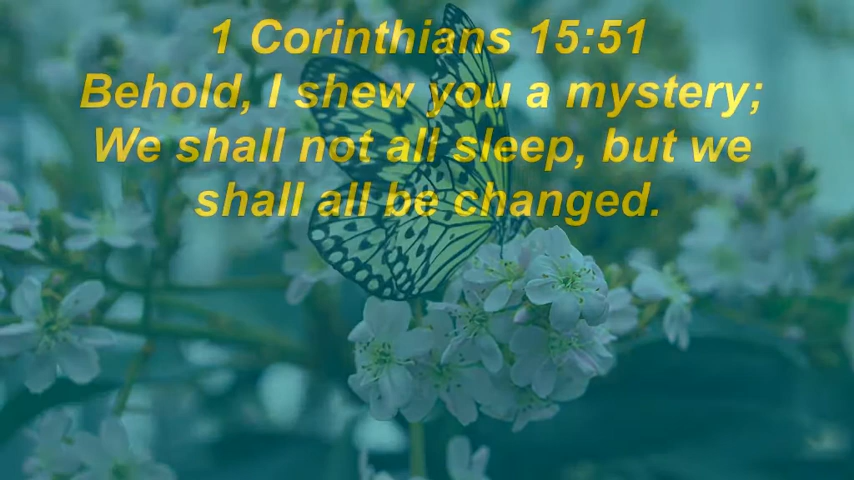 1 Corinthians 15:51
Behold, I shew you a mystery;
We shall not all sleep, but we
shall all be changed.